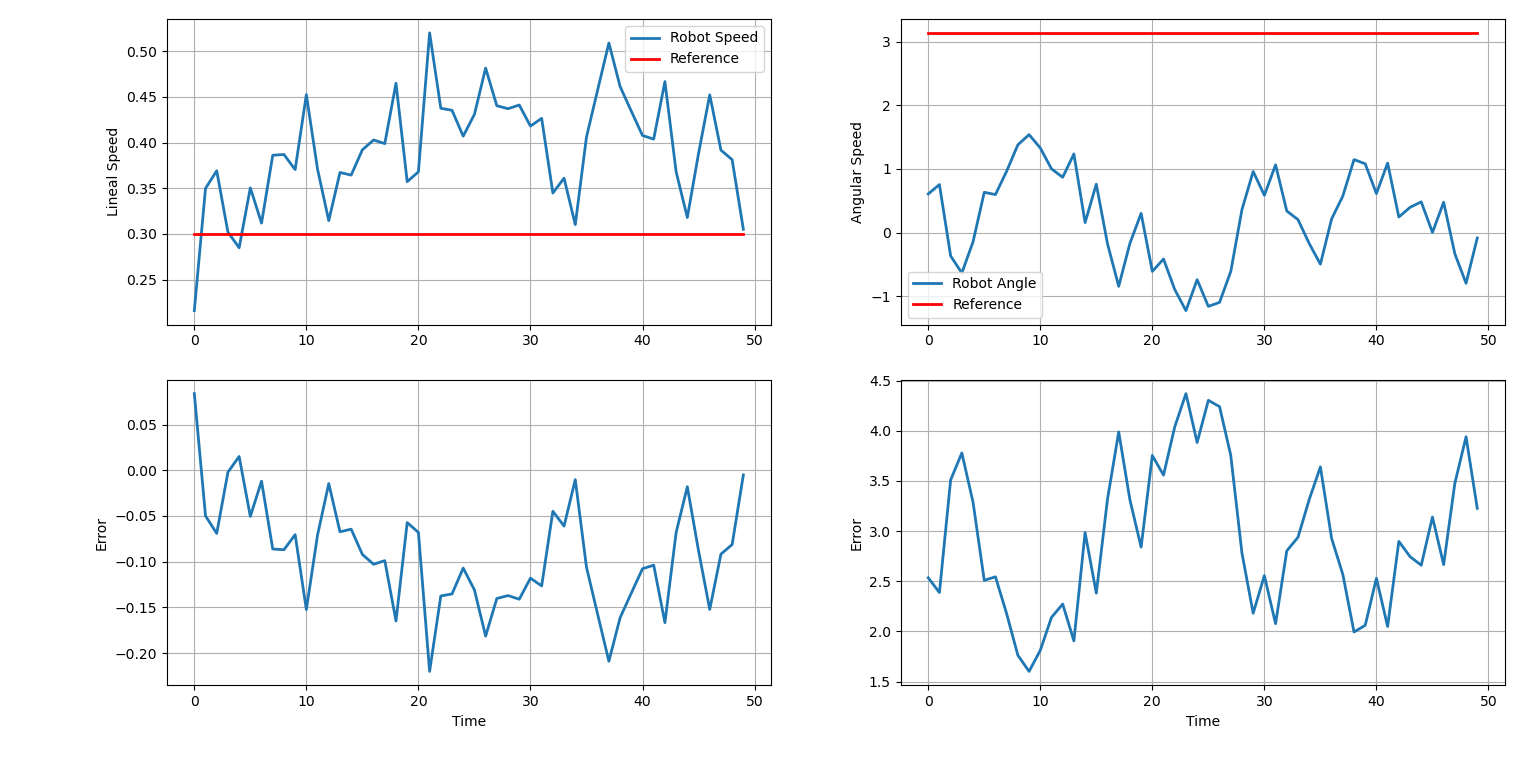 Lineal Speed
0.50
0.45
0.40
0.35
0.30
0.25
0 10 20 30 40 50
Robot Speed
Reference
Angular Speed
3
2
1
0
−1
0 10 20 30 40 50
Robot Angle
Reference
Error
0.05
0.00
−0.05
−0.10
−0.15
−0.20
0 10 20 30 40 50
Time
Error
4.5
4.0
3.5
3.0
2.5
2.0
1.5
0 10 20 30 40 50
Time